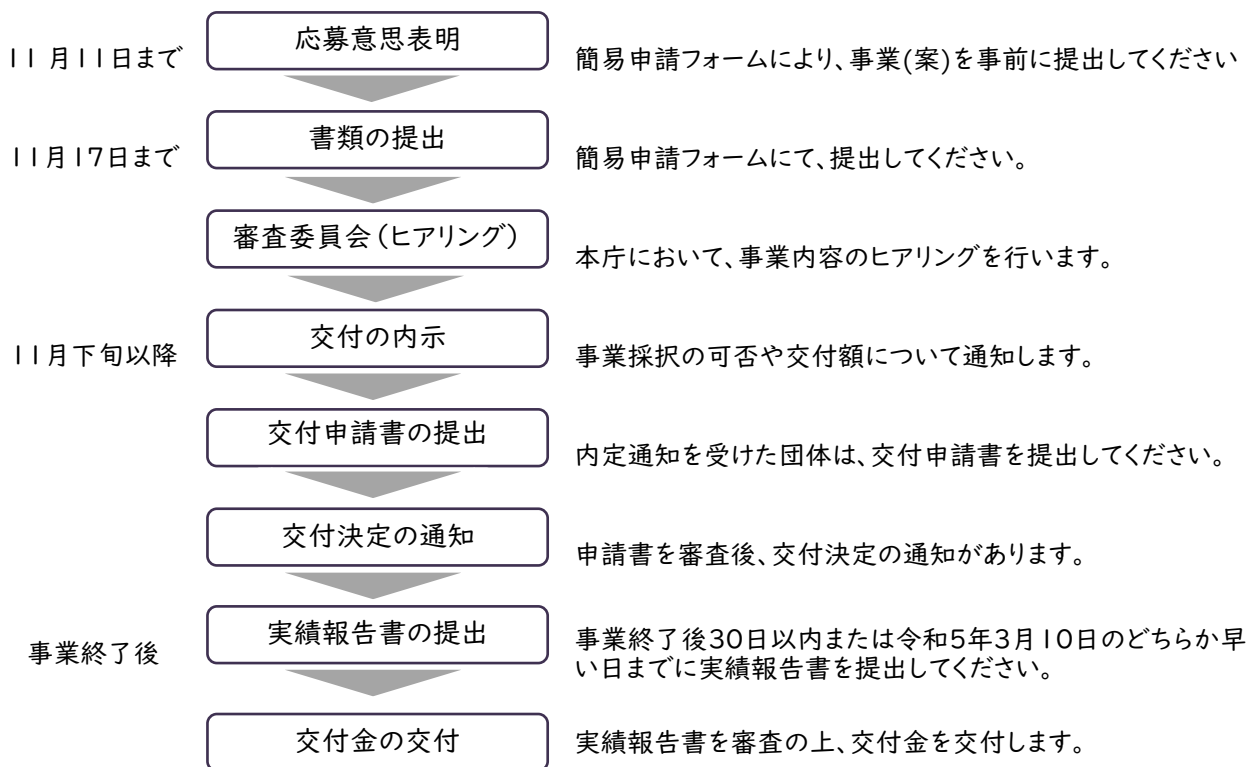 応募意思表明
11月11日まで
簡易申請フォームにより、事業(案)を事前に提出してください
書類の提出
11月17日まで
簡易申請フォームにて、提出してください。
審査委員会(ヒアリング)
本庁において、事業内容のヒアリングを行います。
交付の内示
11月下旬以降
事業採択の可否や交付額について通知します。
交付申請書の提出
内定通知を受けた団体は、交付申請書を提出してください。
交付決定の通知
申請書を審査後、交付決定の通知があります。
実績報告書の提出
事業終了後
事業終了後30日以内または令和5年3月10日のどちらか早
い日までに実績報告書を提出してください。
交付金の交付
実績報告書を審査の上、交付金を交付します。